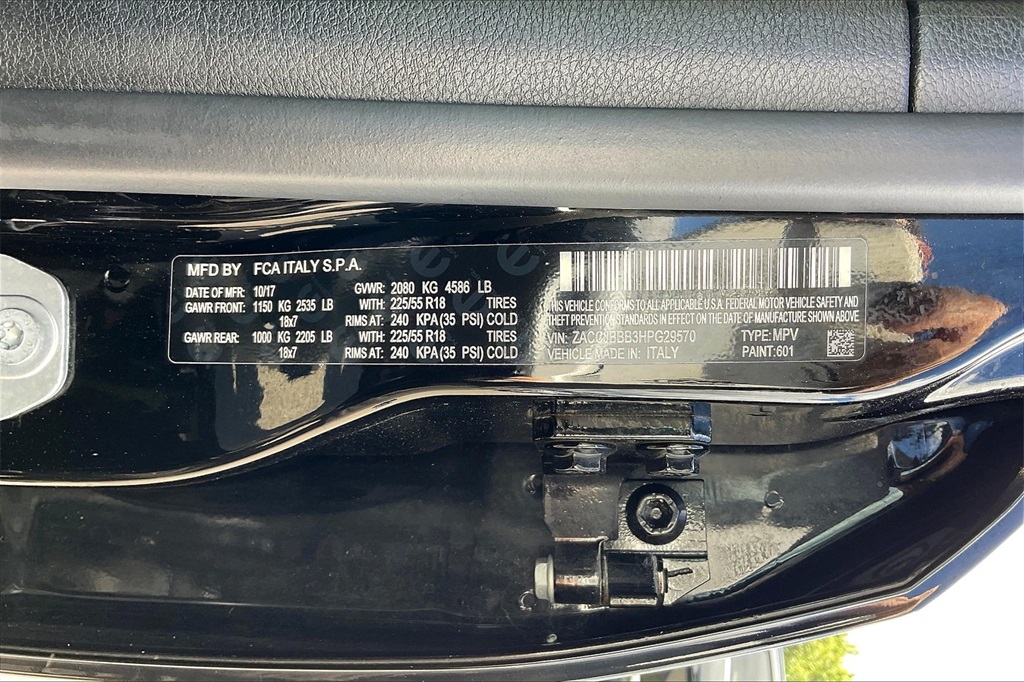 MFD BY FCA ITALY S.P.A.
DATE OF MFR: 10/17 GVWR: 2080 KG 4586 LB
GAWR FRONT: 1150 KG 2535 LB WITH: 225/55 R18 TIRES
18x7 RIMS AT: 240 KPA (35 PSI) COLD
GAWR REAR: 1000 KG 2205 LB WITH: 225/55 R18 TIRES
18x7 RIMS AT: 240 KPA (35 PSI) COLD
THIS VEHICLE CONFORMS TO ALL APPLICABLE U.S.A. FEDERAL MOTOR VEHICLE SAFETY AND
THEFT PREVENTION STANDARDS IN EFFECT ON THE DATE OF MANUFACTURE SHOWN ABOVE
VIN: TYPE: MPV
VEHICLE MADE IN: ITALY PAINT: 601